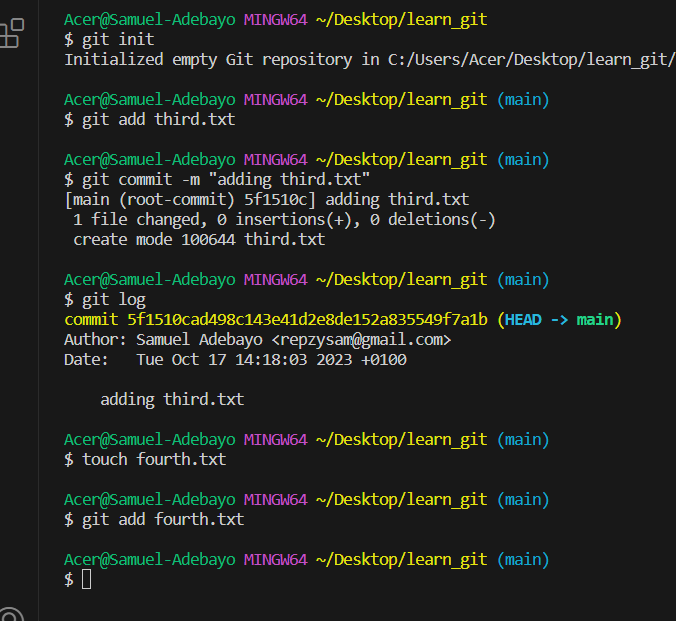 Acer@Samuel-Adebayo MINGW64 ~/Desktop/learn_git
$ git init
Initialized empty Git repository in C:/Users/Acer/Desktop/learn_git/
Acer@Samuel-Adebayo MINGW64 ~/Desktop/learn_git (main)
$ git add third.txt
Acer@Samuel-Adebayo MINGW64 ~/Desktop/learn_git (main)
$ git commit -m "adding third.txt"
[main (root-commit) 5f1510c] adding third.txt
 1 file changed, 0 insertions(+), 0 deletions(-)
 create mode 100644 third.txt
Acer@Samuel-Adebayo MINGW64 ~/Desktop/learn_git (main)
$ git log
commit 5f1510cad498c143e41d2e8de152a835549f7a1b (HEAD -> main)
Author: Samuel Adebayo <repzysam@gmail.com>
Date:   Tue Oct 17 14:18:03 2023 +0100
    adding third.txt
Acer@Samuel-Adebayo MINGW64 ~/Desktop/learn_git (main)
$ touch fourth.txt
Acer@Samuel-Adebayo MINGW64 ~/Desktop/learn_git (main)
$ git add fourth.txt
Acer@Samuel-Adebayo MINGW64 ~/Desktop/learn_git (main)
$